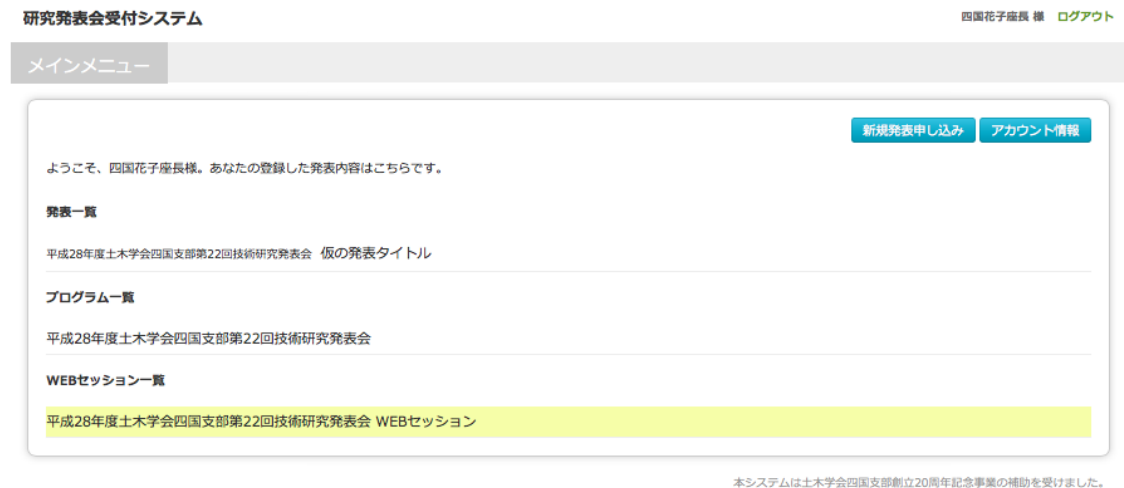 研究発表会受付システム
四国花子座長 様 ログアウト
メインメニュー
新規発表申し込み アカウント情報
ようこそ、四国花子座長様。あなたの登録した発表内容はこちらです。
発表一覧
平成28年度土木学会四国支部第22回技術研究発表会 仮の発表タイトル
プログラム一覧
平成28年度土木学会四国支部第22回技術研究発表会
WEBセッション一覧
平成28年度土木学会四国支部第22回技術研究発表会 WEBセッション
本システムは土木学会四国支部創立20周年記念事業の補助を受けました。